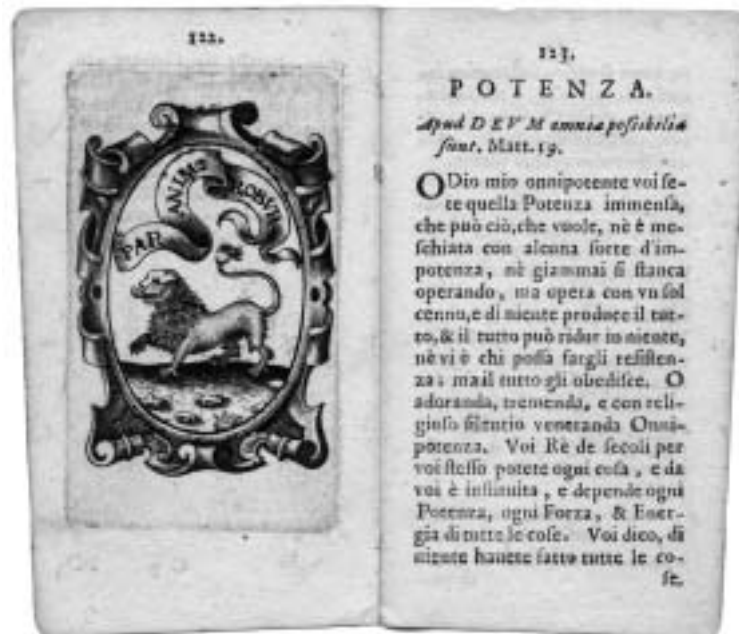 122.
PAR ANIMO ROBVR
123.
POTENZA.
Apud DEVM omnia possibilia
sunt. Matt. 19.
O Dio mio onnipotente voi se-
te quella Potenza immensa,
che può ciò, che vuole, nè è me-
schiata con alcuna sorte d'im-
potenza, nè giammai si stanca
operando, ma opera con vn sol
cenno, e di niente produce il tut-
to, & il tutto può ridur in niente,
nè vi è chi possa fargli resisten-
za; ma il tutto gli obedisce. O
adoranda, tremenda, e con reli-
gioso silentio veneranda Onni-
potenza. Voi Rè de secoli per
voi stesso potete ogni cosa, e da
voi è instituita, e depende ogni
Potenza, ogni Forza, & Ener-
gia di tutte le cose. Voi dico, di
niente hauete fatto tutte le co-
se.